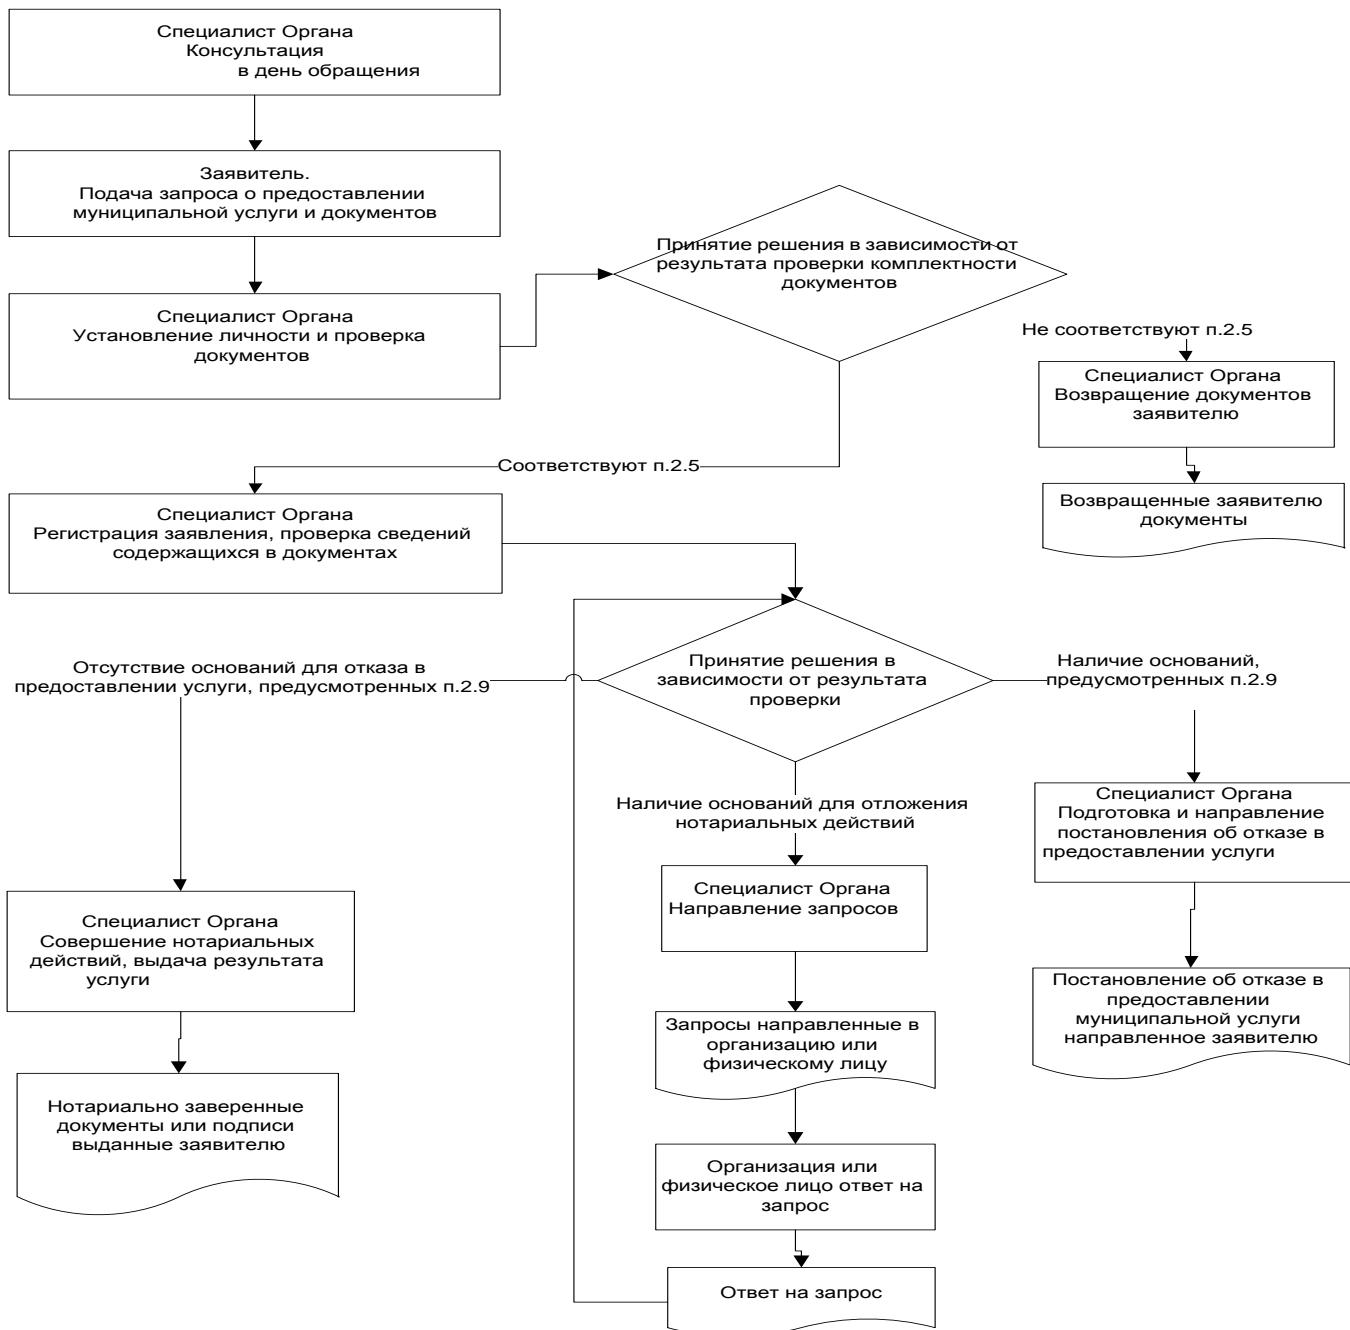 Специалист Органа
Консультация
в день обращения
Заявитель.
Подача запроса о предоставлении
муниципальной услуги и документов
Специалист Органа
Установление личности и проверка
документов
Принятие решения в зависимости от
результата проверки комплектности
документов
Не соответствуют п.2.5
Специалист Органа
Возвращение документов
заявителю
Возвращенные заявителю
документы
Соответствуют п.2.5
Специалист Органа
Регистрация заявления, проверка сведений
содержащихся в документах
Принятие решения в
зависимости от результата
проверки
Отсутствие оснований для отказа в
предоставлении услуги, предусмотренных п.2.9
Наличие оснований,
предусмотренных п.2.9
Наличие оснований для отложения
нотариальных действий
Специалист Органа
Подготовка и направление
постановления об отказе в
предоставлении услуги
Специалист Органа
Направление запросов
Специалист Органа
Совершение нотариальных
действий, выдача результата
услуги
Постановление об отказе в
предоставлении
муниципальной услуги
направленное заявителю
Запросы направленные в
организацию или
физическому лицу
Нотариально заверенные
документы или подписи
выданные заявителю
Организация или
физическое лицо ответ на
запрос
Ответ на запрос